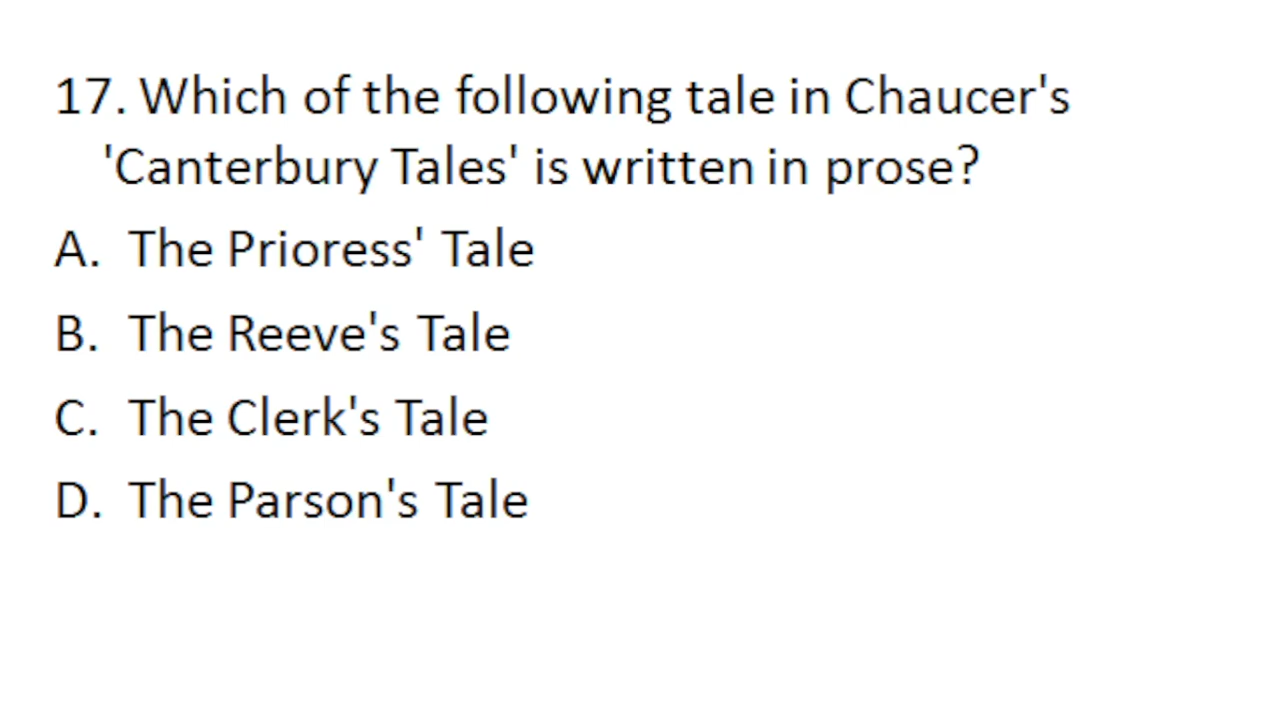 17. Which of the following tale in Chaucer's
'Canterbury Tales' is written in prose?
A. The Prioress' Tale
B. The Reeve's Tale
C. The Clerk's Tale
D. The Parson's Tale